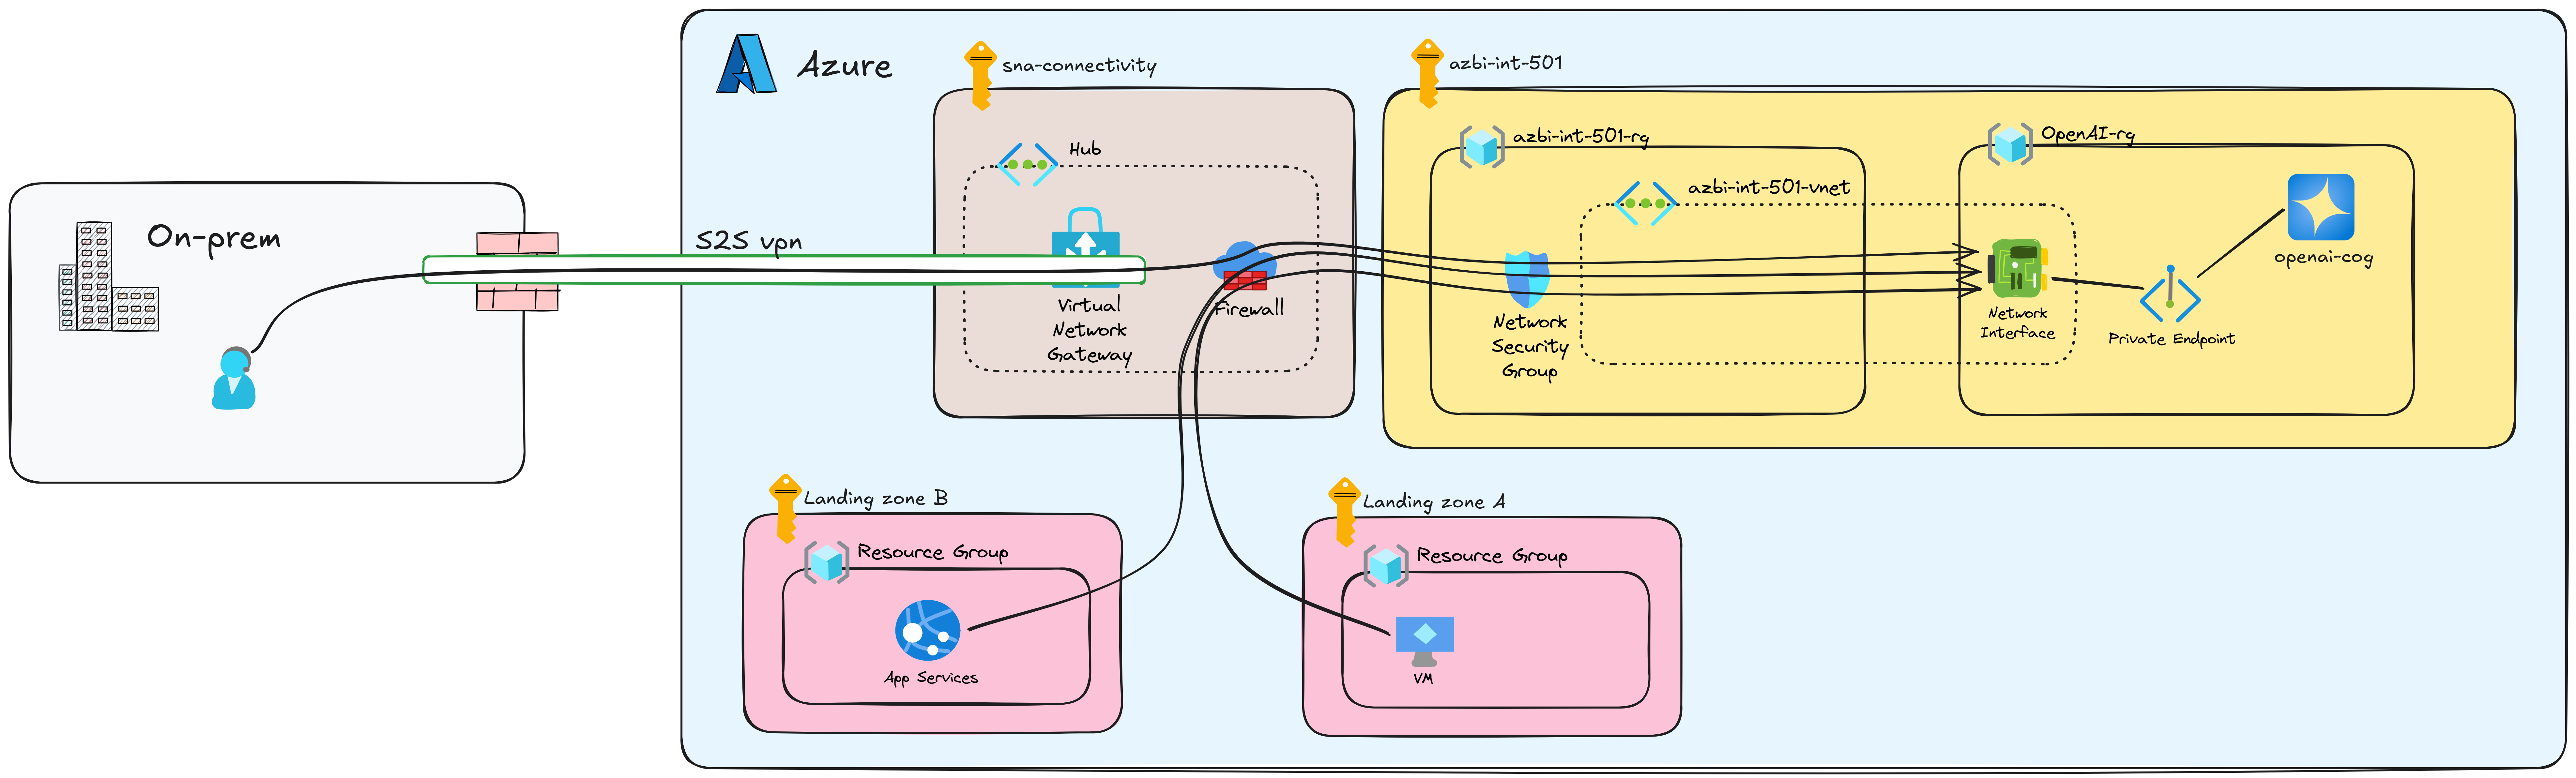 Azure
sna-connectivity
azbi-int-501
Hub
azbi-int-501-rg
OpenAI-rg
azbi-int-501-vnet
On-prem
S2S vpn
openai-cog
Virtual
Network
Gateway
Firewall
Network
Security
Group
Network
Interface
Private Endpoint
Landing zone B
Resource Group
App Services
Landing zone A
Resource Group
VM